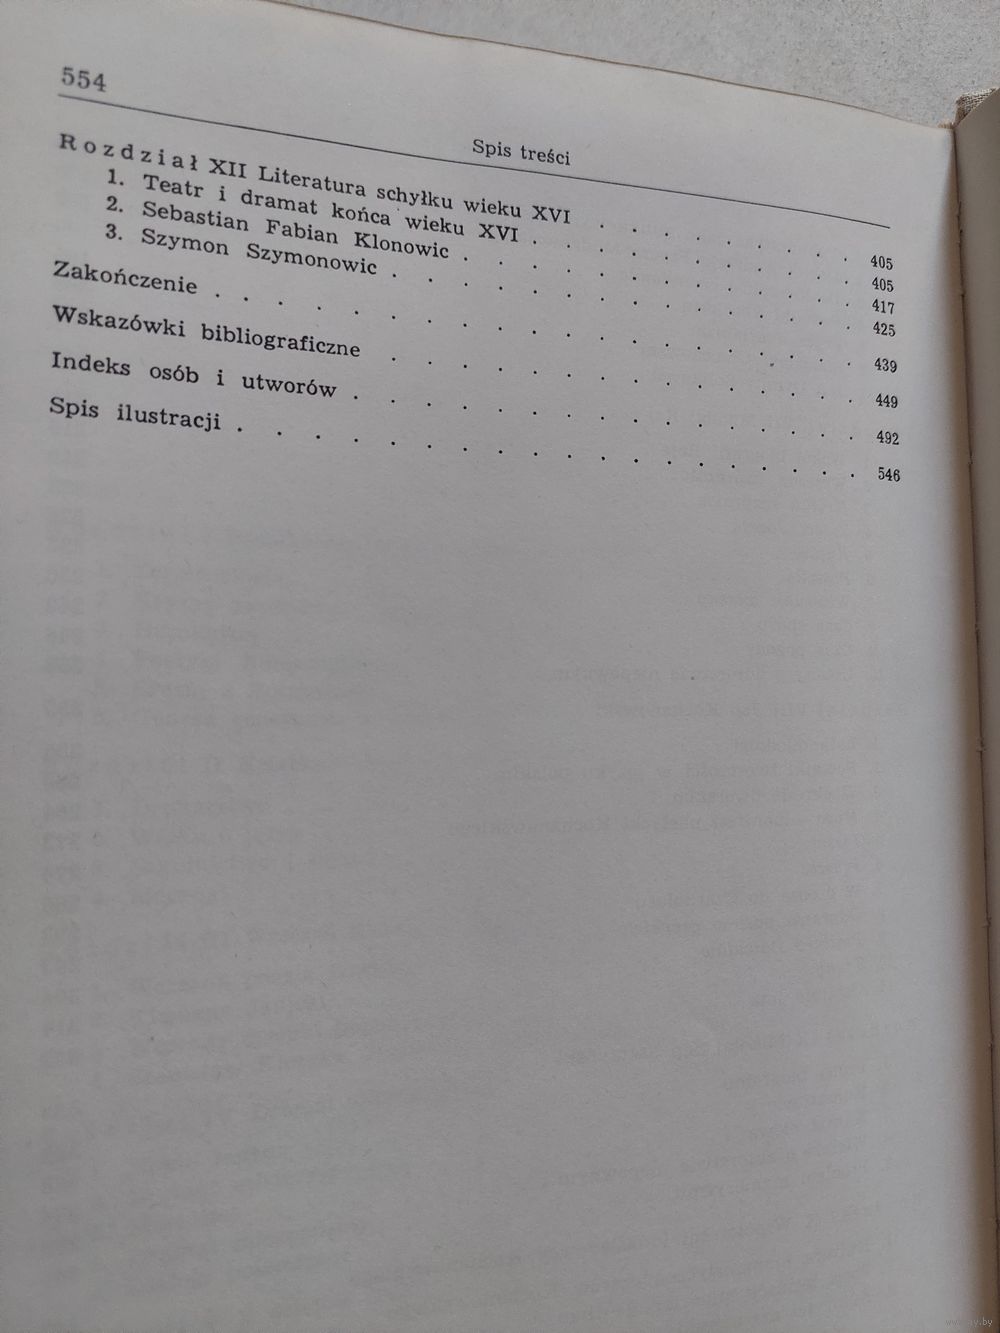 554
Spis treści
Rozdział XII Literatura schyłku wieku XVI . . . . . . . . 405
1. Teatr i dramat końca wieku XVI . . . . . . . . . . 405
2. Sebastian Fabian Klonowic . . . . . . . . . . . . 417
3. Szymon Szymonowic . . . . . . . . . . . . . . 425
Zakończenie . . . . . . . . . . . . . . . . . . 439
Wskazówki bibliograficzne . . . . . . . . . . . . . 449
Indeks osób i utworów . . . . . . . . . . . . . . 492
Spis ilustracji . . . . . . . . . . . . . . . . . 546